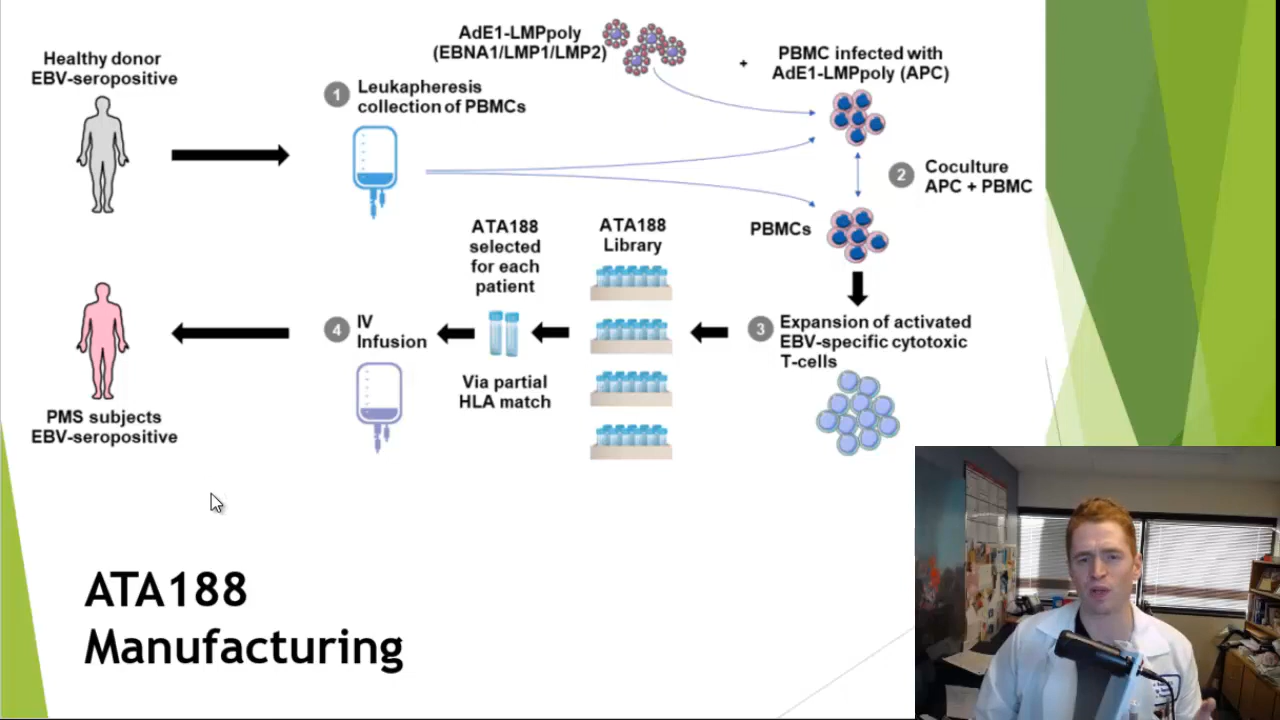 Healthy donor
EBV-seropositive
1
Leukapheresis
collection of PBMCs
AdE1-LMPpoly
(EBNA1/LMP1/LMP2)
+
PBMC infected with
AdE1-LMPpoly (APC)
2
Coculture
APC + PBMC
PBMCs
3
Expansion of activated
EBV-specific cytotoxic
T-cells
ATA188
Library
ATA188
selected
for each
patient
Via partial
HLA match
4
IV
Infusion
PMS subjects
EBV-seropositive
ATA188
Manufacturing